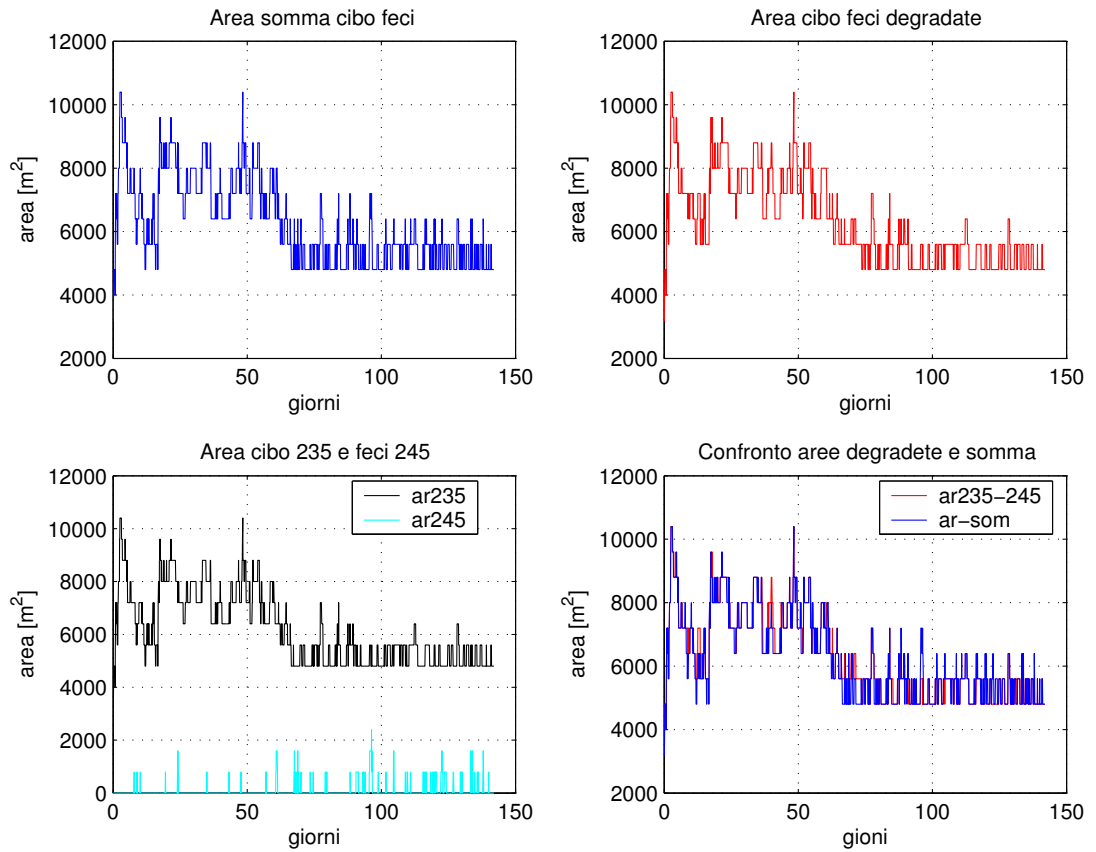 Area somma cibo feci
12000
10000
8000
6000
4000
2000
area [m²]
0 50 100 150
giorni
Area cibo feci degradate
12000
10000
8000
6000
4000
2000
area [m²]
0 50 100 150
giorni
Area cibo 235 e feci 245
12000
10000
8000
6000
4000
2000
0
area [m²]
ar235
ar245
0 50 100 150
giorni
Confronto aree degradete e somma
12000
10000
8000
6000
4000
2000
area [m²]
ar235−245
ar−som
0 50 100 150
gioni